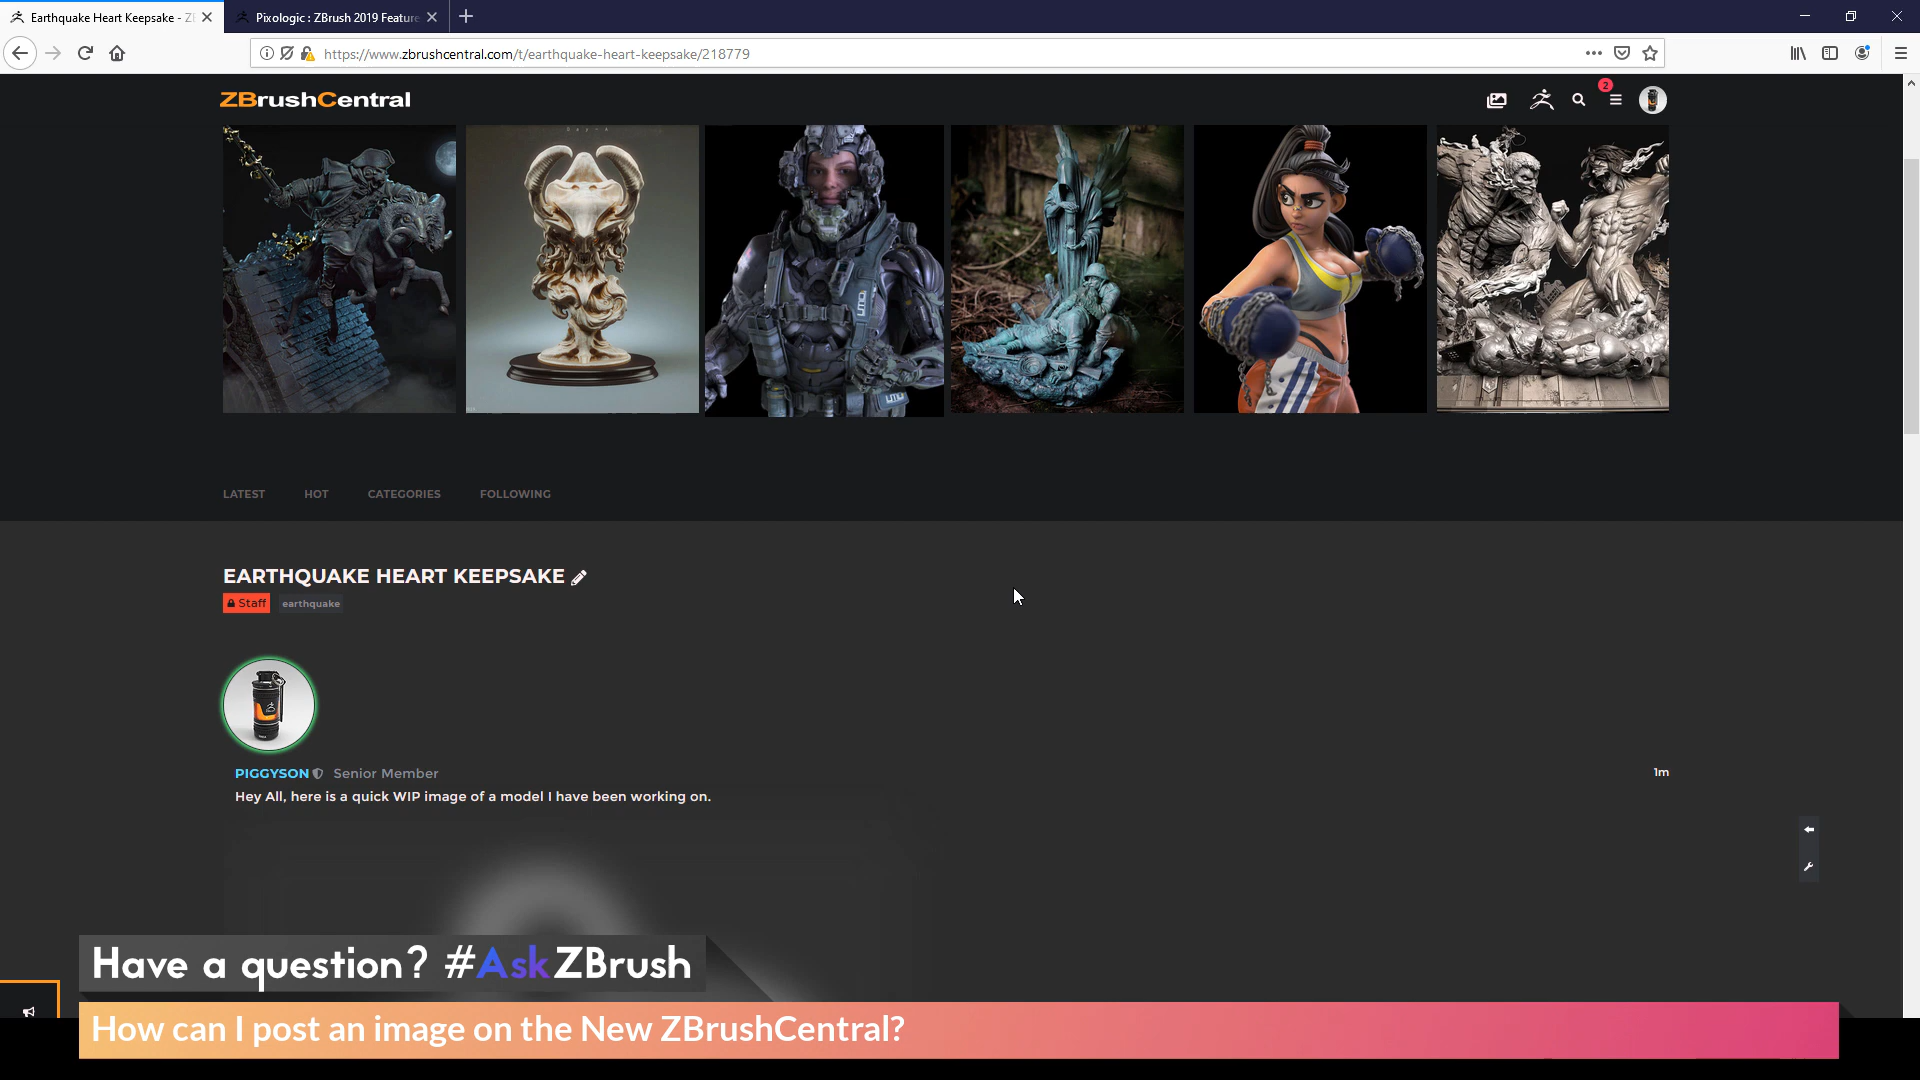 Earthquake Heart Keepsake - Z
Pixologic : ZBrush 2019 Feature
https://www.zbrushcentral.com/t/earthquake-heart-keepsake/218779
ZBrushCentral
2
LATEST HOT CATEGORIES FOLLOWING
EARTHQUAKE HEART KEEPSAKE
Staff earthquake
PIGGYSON Senior Member 1m
Hey All, here is a quick WIP image of a model I have been working on.
Have a question? #AskZBrush
How can I post an image on the New ZBrushCentral?